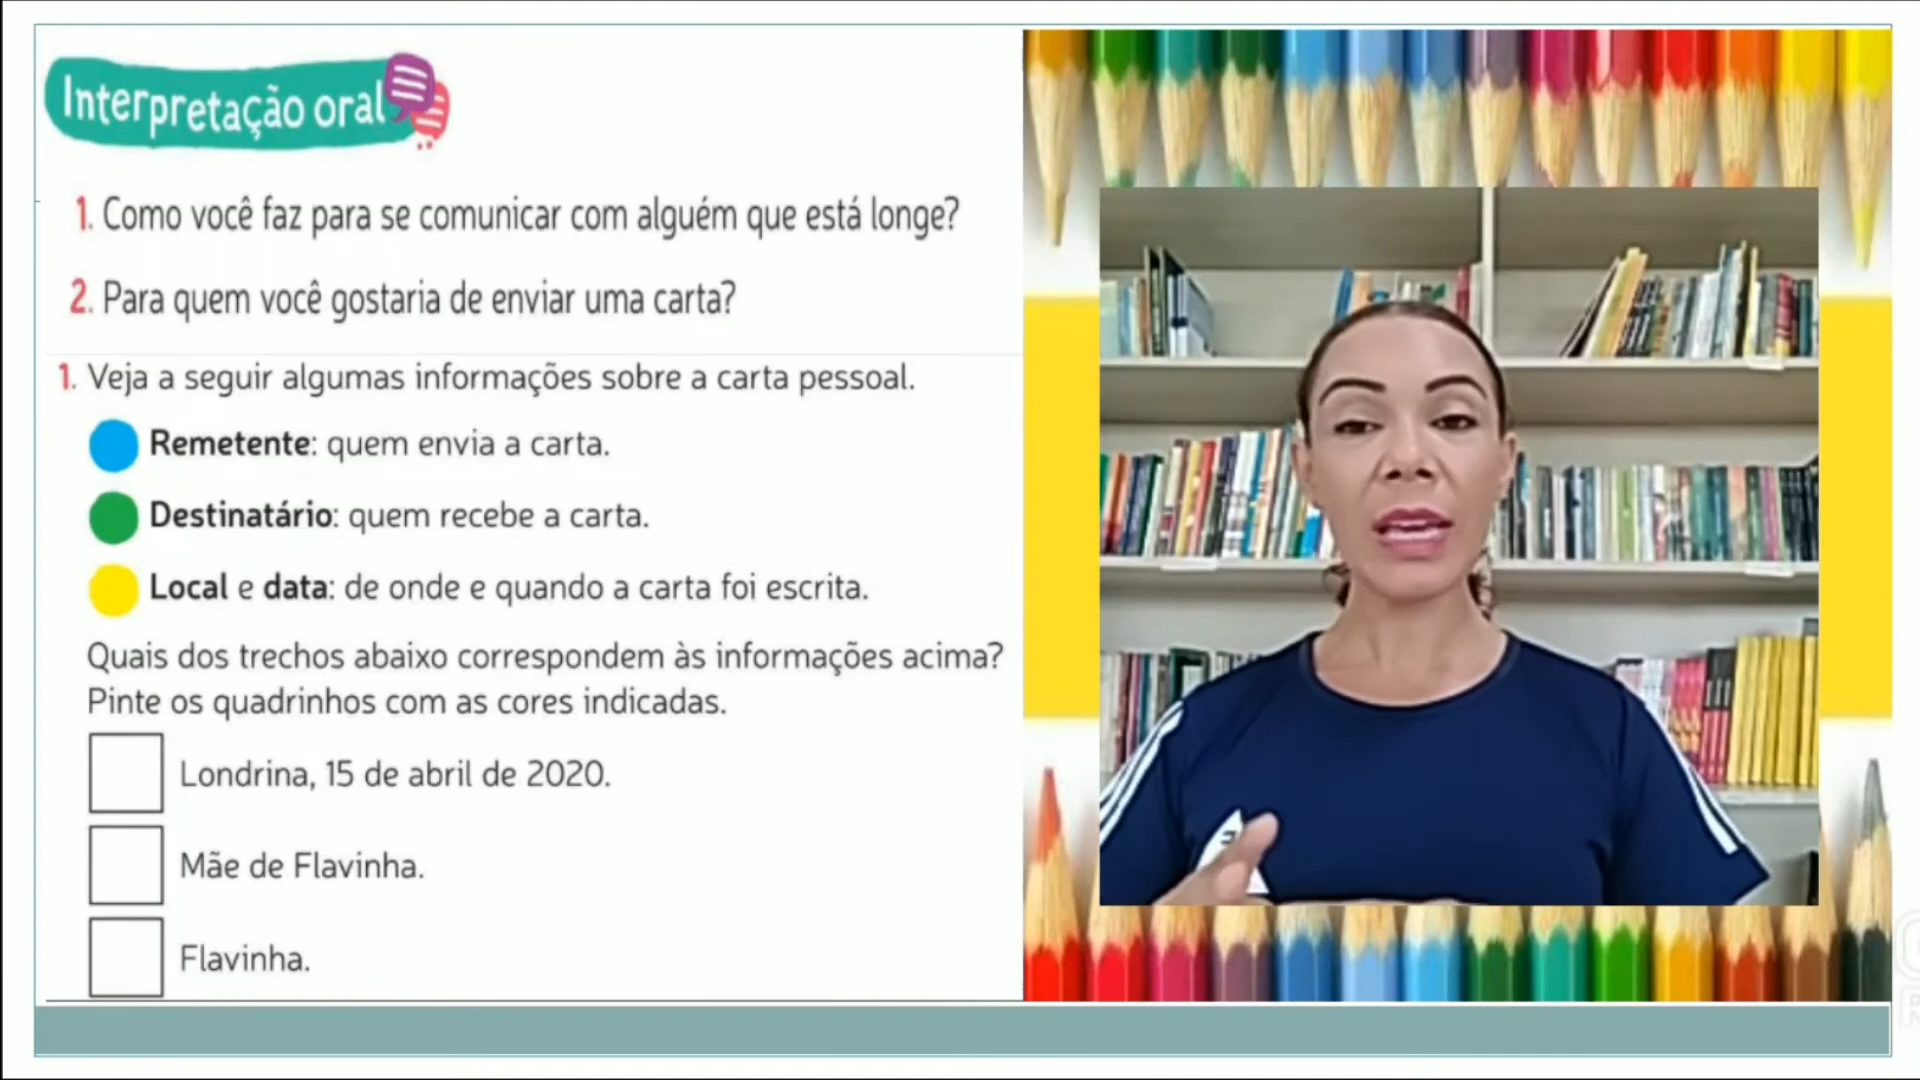 Interpretação oral
1. Como você faz para se comunicar com alguém que está longe?
2. Para quem você gostaria de enviar uma carta?
1. Veja a seguir algumas informações sobre a carta pessoal.
Remetente: quem envia a carta.
Destinatário: quem recebe a carta.
Local e data: de onde e quando a carta foi escrita.
Quais dos trechos abaixo correspondem às informações acima?
Pinte os quadrinhos com as cores indicadas.
Londrina, 15 de abril de 2020.
Mãe de Flavinha.
Flavinha.